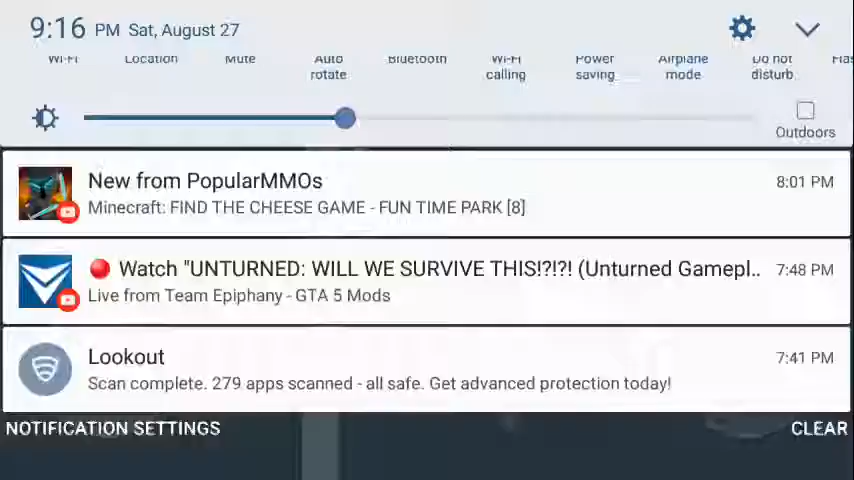 9:16 PM Sat, August 27
Wi-Fi Location Mute Auto rotate Bluetooth Wi-Fi calling Power saving Airplane mode Do not disturb
Outdoors
New from PopularMMOs 8:01 PM
Minecraft: FIND THE CHEESE GAME - FUN TIME PARK [8]
🔴 Watch "UNTURNED: WILL WE SURVIVE THIS!?!?! (Unturned Gamepl.. 7:48 PM
Live from Team Epiphany - GTA 5 Mods
Lookout 7:41 PM
Scan complete. 279 apps scanned - all safe. Get advanced protection today!
NOTIFICATION SETTINGS CLEAR